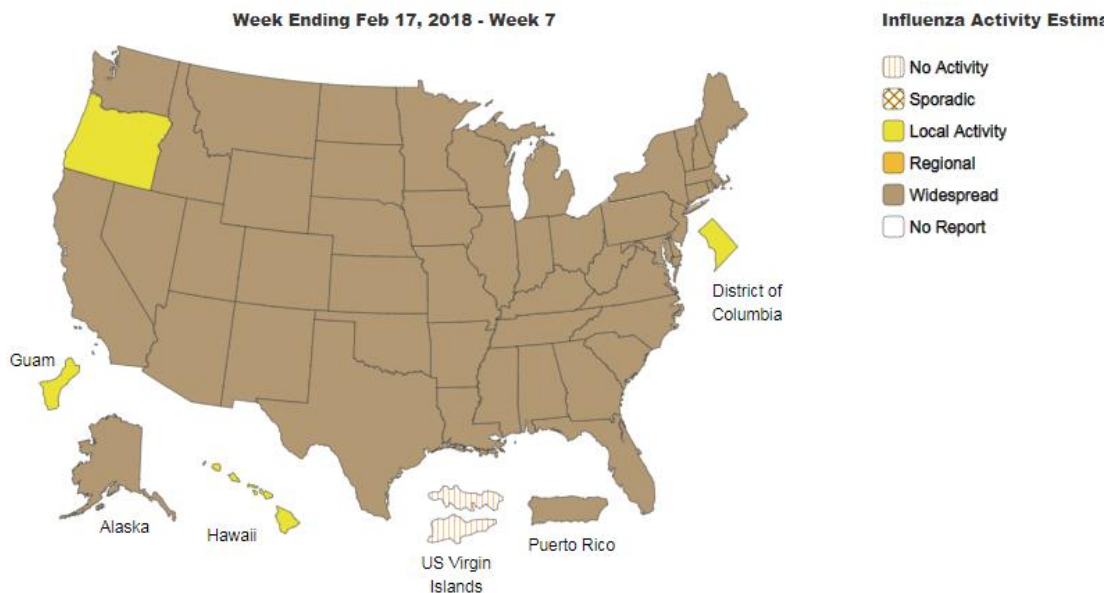 Week Ending Feb 17, 2018 - Week 7
Influenza Activity Estima
No Activity
Sporadic
Local Activity
Regional
Widespread
No Report
District of
Columbia
Guam
Alaska
Hawaii
US Virgin
Islands
Puerto Rico